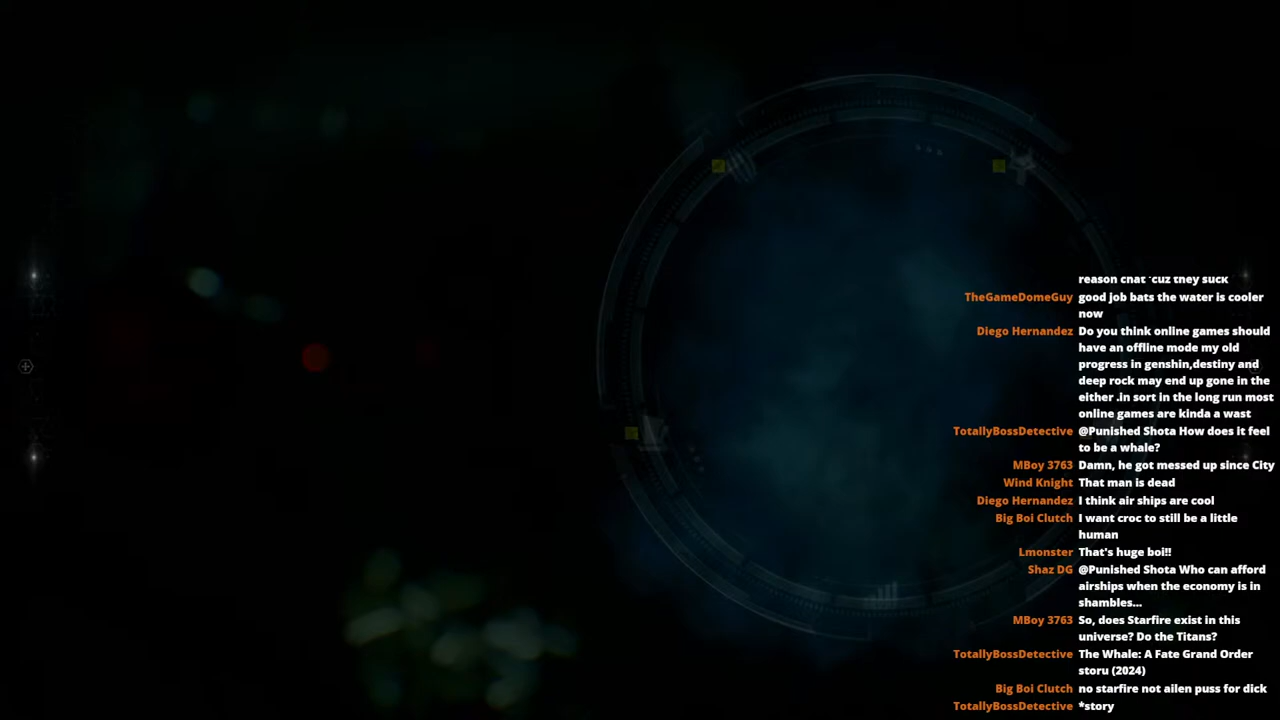 reason chat 'cuz they suck
TheGameDomeGuy good job bats the water is cooler
now
Diego Hernandez Do you think online games should
have an offline mode my old
progress in genshin,destiny and
deep rock may end up gone in the
either .in sort in the long run most
online games are kinda a wast
TotallyBossDetective @Punished Shota How does it feel
to be a whale?
MBoy 3763 Damn, he got messed up since City
Wind Knight That man is dead
Diego Hernandez I think air ships are cool
Big Boi Clutch I want croc to still be a little
human
Lmonster That's huge boi!!
Shaz DG @Punished Shota Who can afford
airships when the economy is in
shambles...
MBoy 3763 So, does Starfire exist in this
universe? Do the Titans?
TotallyBossDetective The Whale: A Fate Grand Order
storu (2024)
Big Boi Clutch no starfire not ailen puss for dick
TotallyBossDetective *story